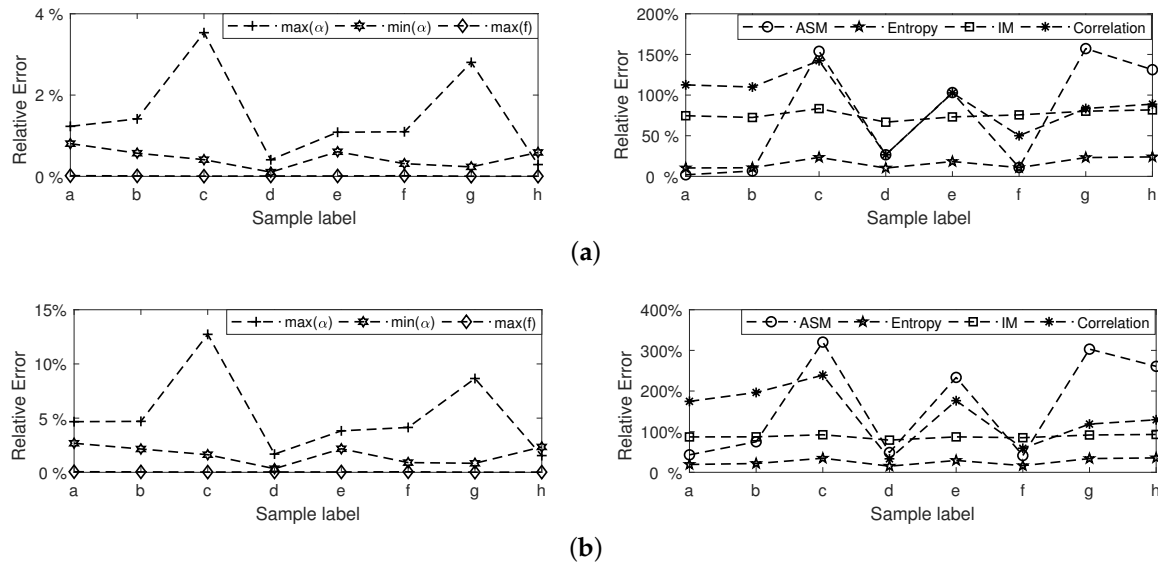 4 %
2 %
0 %
Relative Error
max(α) min(α) max(f)
a b c d e f g h
Sample label
200%
150%
100%
50 %
0 %
Relative Error
ASM Entropy IM Correlation
a b c d e f g h
Sample label
(a)
15%
10%
5 %
0 %
Relative Error
max(α) min(α) max(f)
a b c d e f g h
Sample label
400%
300%
200%
100%
0 %
Relative Error
ASM Entropy IM Correlation
a b c d e f g h
Sample label
(b)